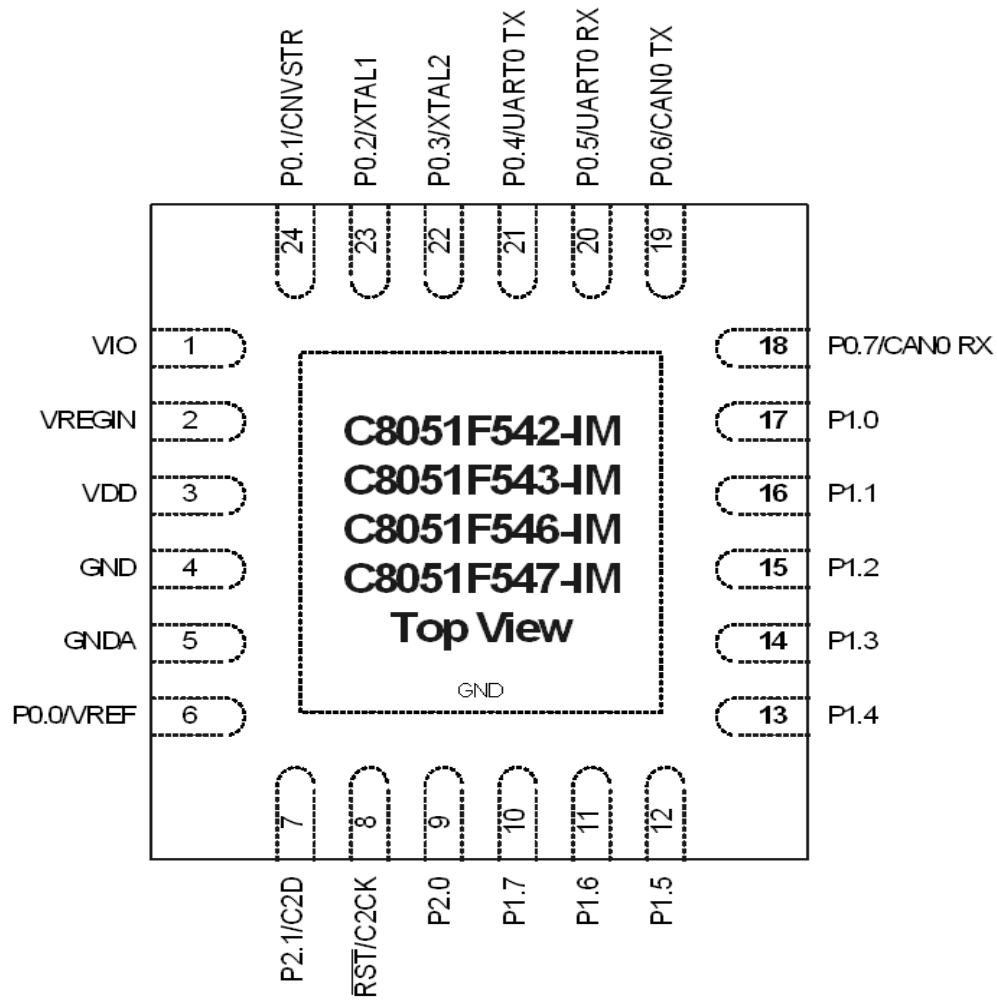 P0.1/CNVSTR
P0.2/XTAL1
P0.3/XTAL2
P0.4/UART0 TX
P0.5/UART0 RX
P0.6/CAN0 TX
24
23
22
21
20
19
VIO 1
VREGIN 2
VDD 3
GND 4
GNDA 5
P0.0/VREF 6
C8051F542-IM
C8051F543-IM
C8051F546-IM
C8051F547-IM
Top View
GND
18 P0.7/CAN0 RX
17 P1.0
16 P1.1
15 P1.2
14 P1.3
13 P1.4
7
8
9
10
11
12
P2.1/C2D
RST/C2CK
P2.0
P1.7
P1.6
P1.5